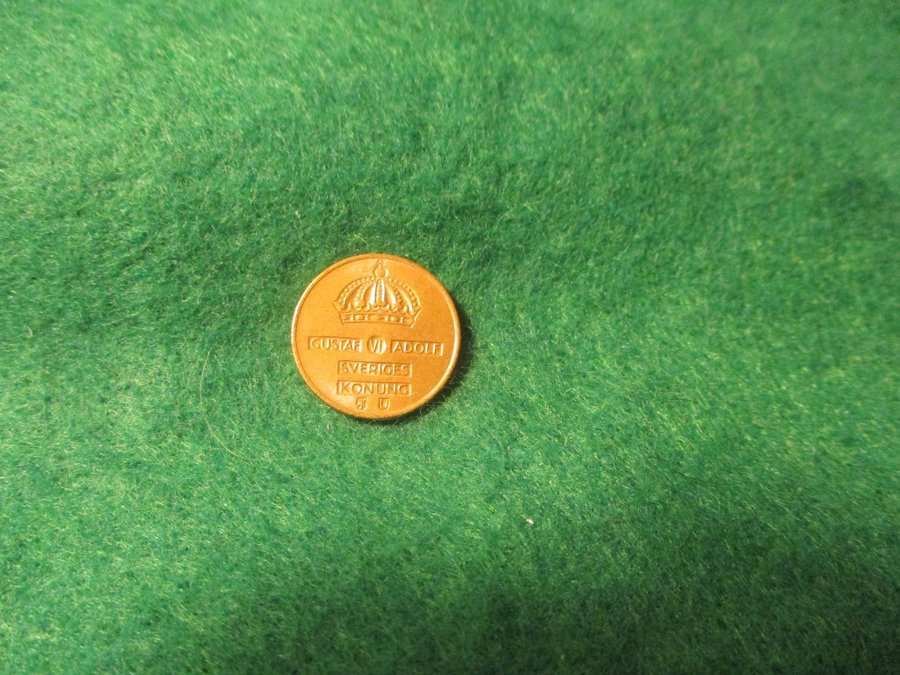 GUSTAF VI ADOLF
SVERIGES
KONUNG
U